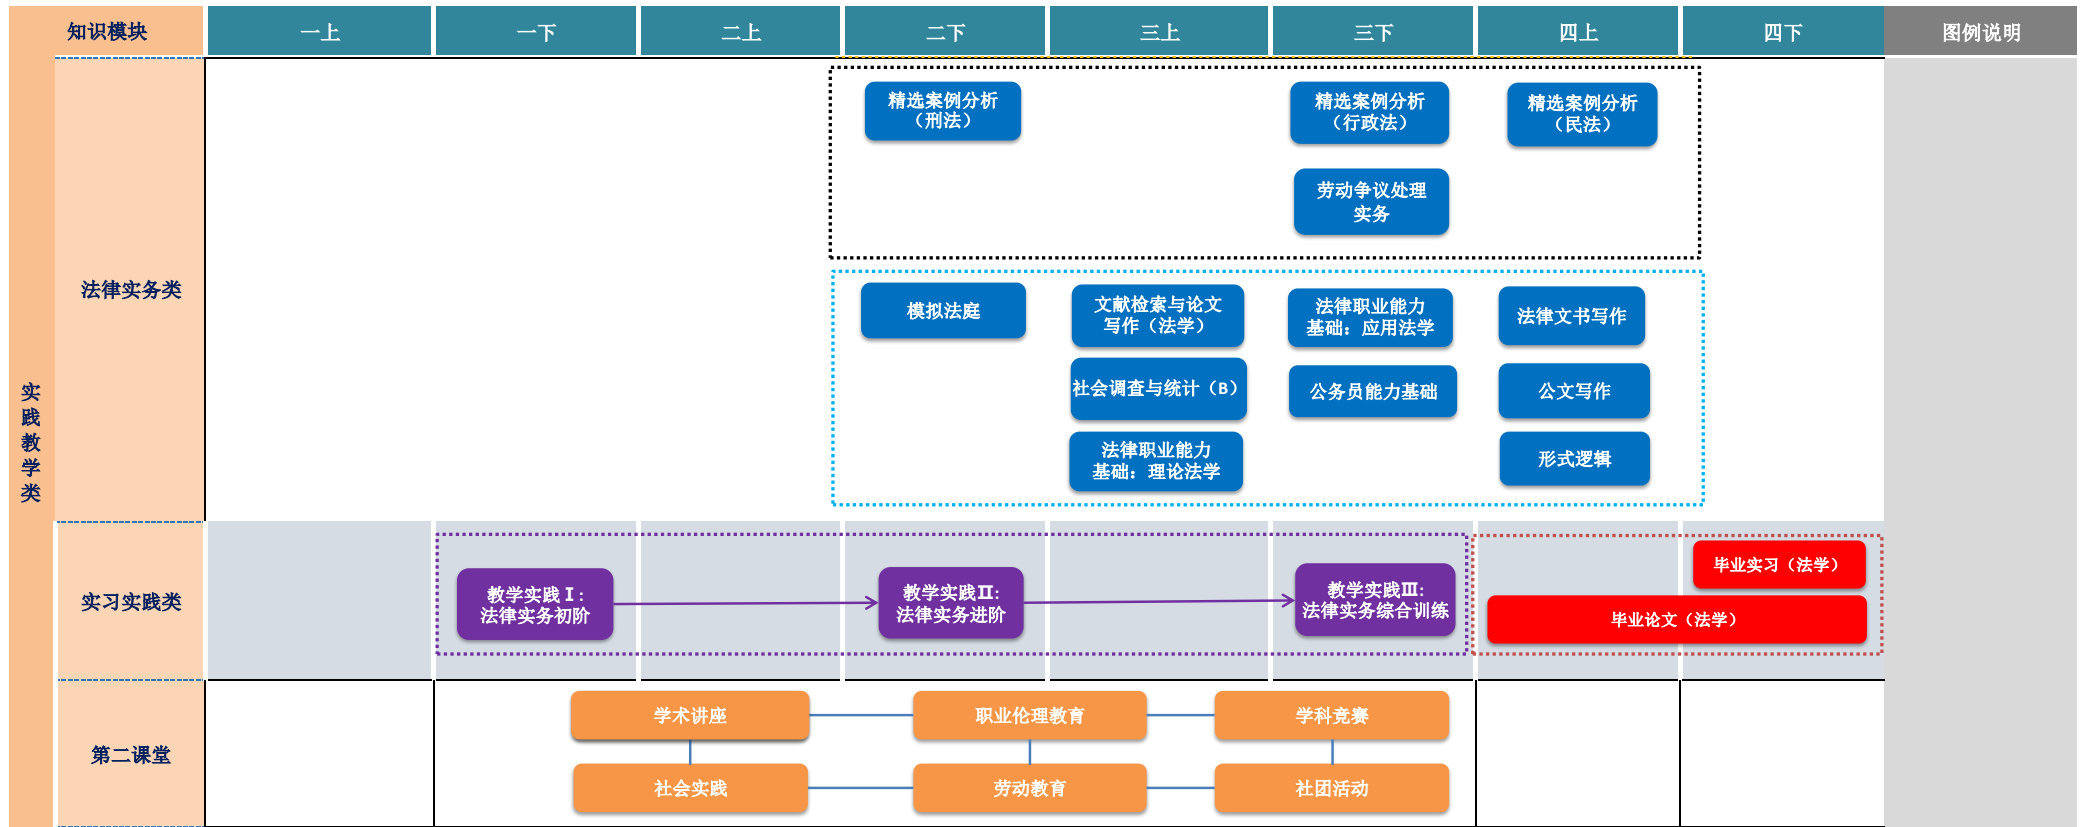 知识模块
一上
一下
二上
二下
三上
三下
四上
四下
图例说明
实
践
教
学
类
法律实务类
精选案例分析
（刑法）
精选案例分析
（行政法）
精选案例分析
（民法）
劳动争议处理
实务
模拟法庭
文献检索与论文
写作（法学）
法律职业能力
基础：应用法学
法律文书写作
社会调查与统计（B）
公务员能力基础
公文写作
法律职业能力
基础：理论法学
形式逻辑
实习实践类
教学实践Ⅰ:
法律实务初阶
教学实践Ⅱ:
法律实务进阶
教学实践Ⅲ:
法律实务综合训练
毕业实习（法学）
毕业论文（法学）
第二课堂
学术讲座
职业伦理教育
学科竞赛
社会实践
劳动教育
社团活动